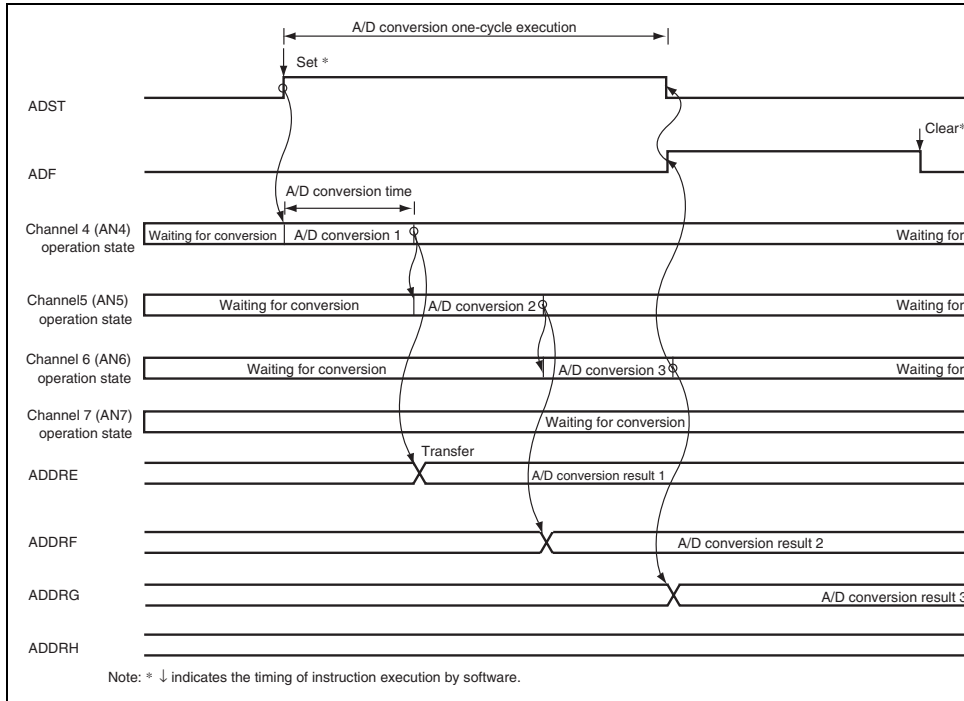 A/D conversion one-cycle execution
Set *
ADST
Clear*
ADF
A/D conversion time
Channel 4 (AN4)
operation state
Waiting for conversion
A/D conversion 1
Waiting for
Channel5 (AN5)
operation state
Waiting for conversion
A/D conversion 2
Waiting for
Channel 6 (AN6)
operation state
Waiting for conversion
A/D conversion 3
Waiting for
Channel 7 (AN7)
operation state
Waiting for conversion
Transfer
ADDRE
A/D conversion result 1
ADDRF
A/D conversion result 2
ADDRG
A/D conversion result 3
ADDRH
Note: * ↓ indicates the timing of instruction execution by software.